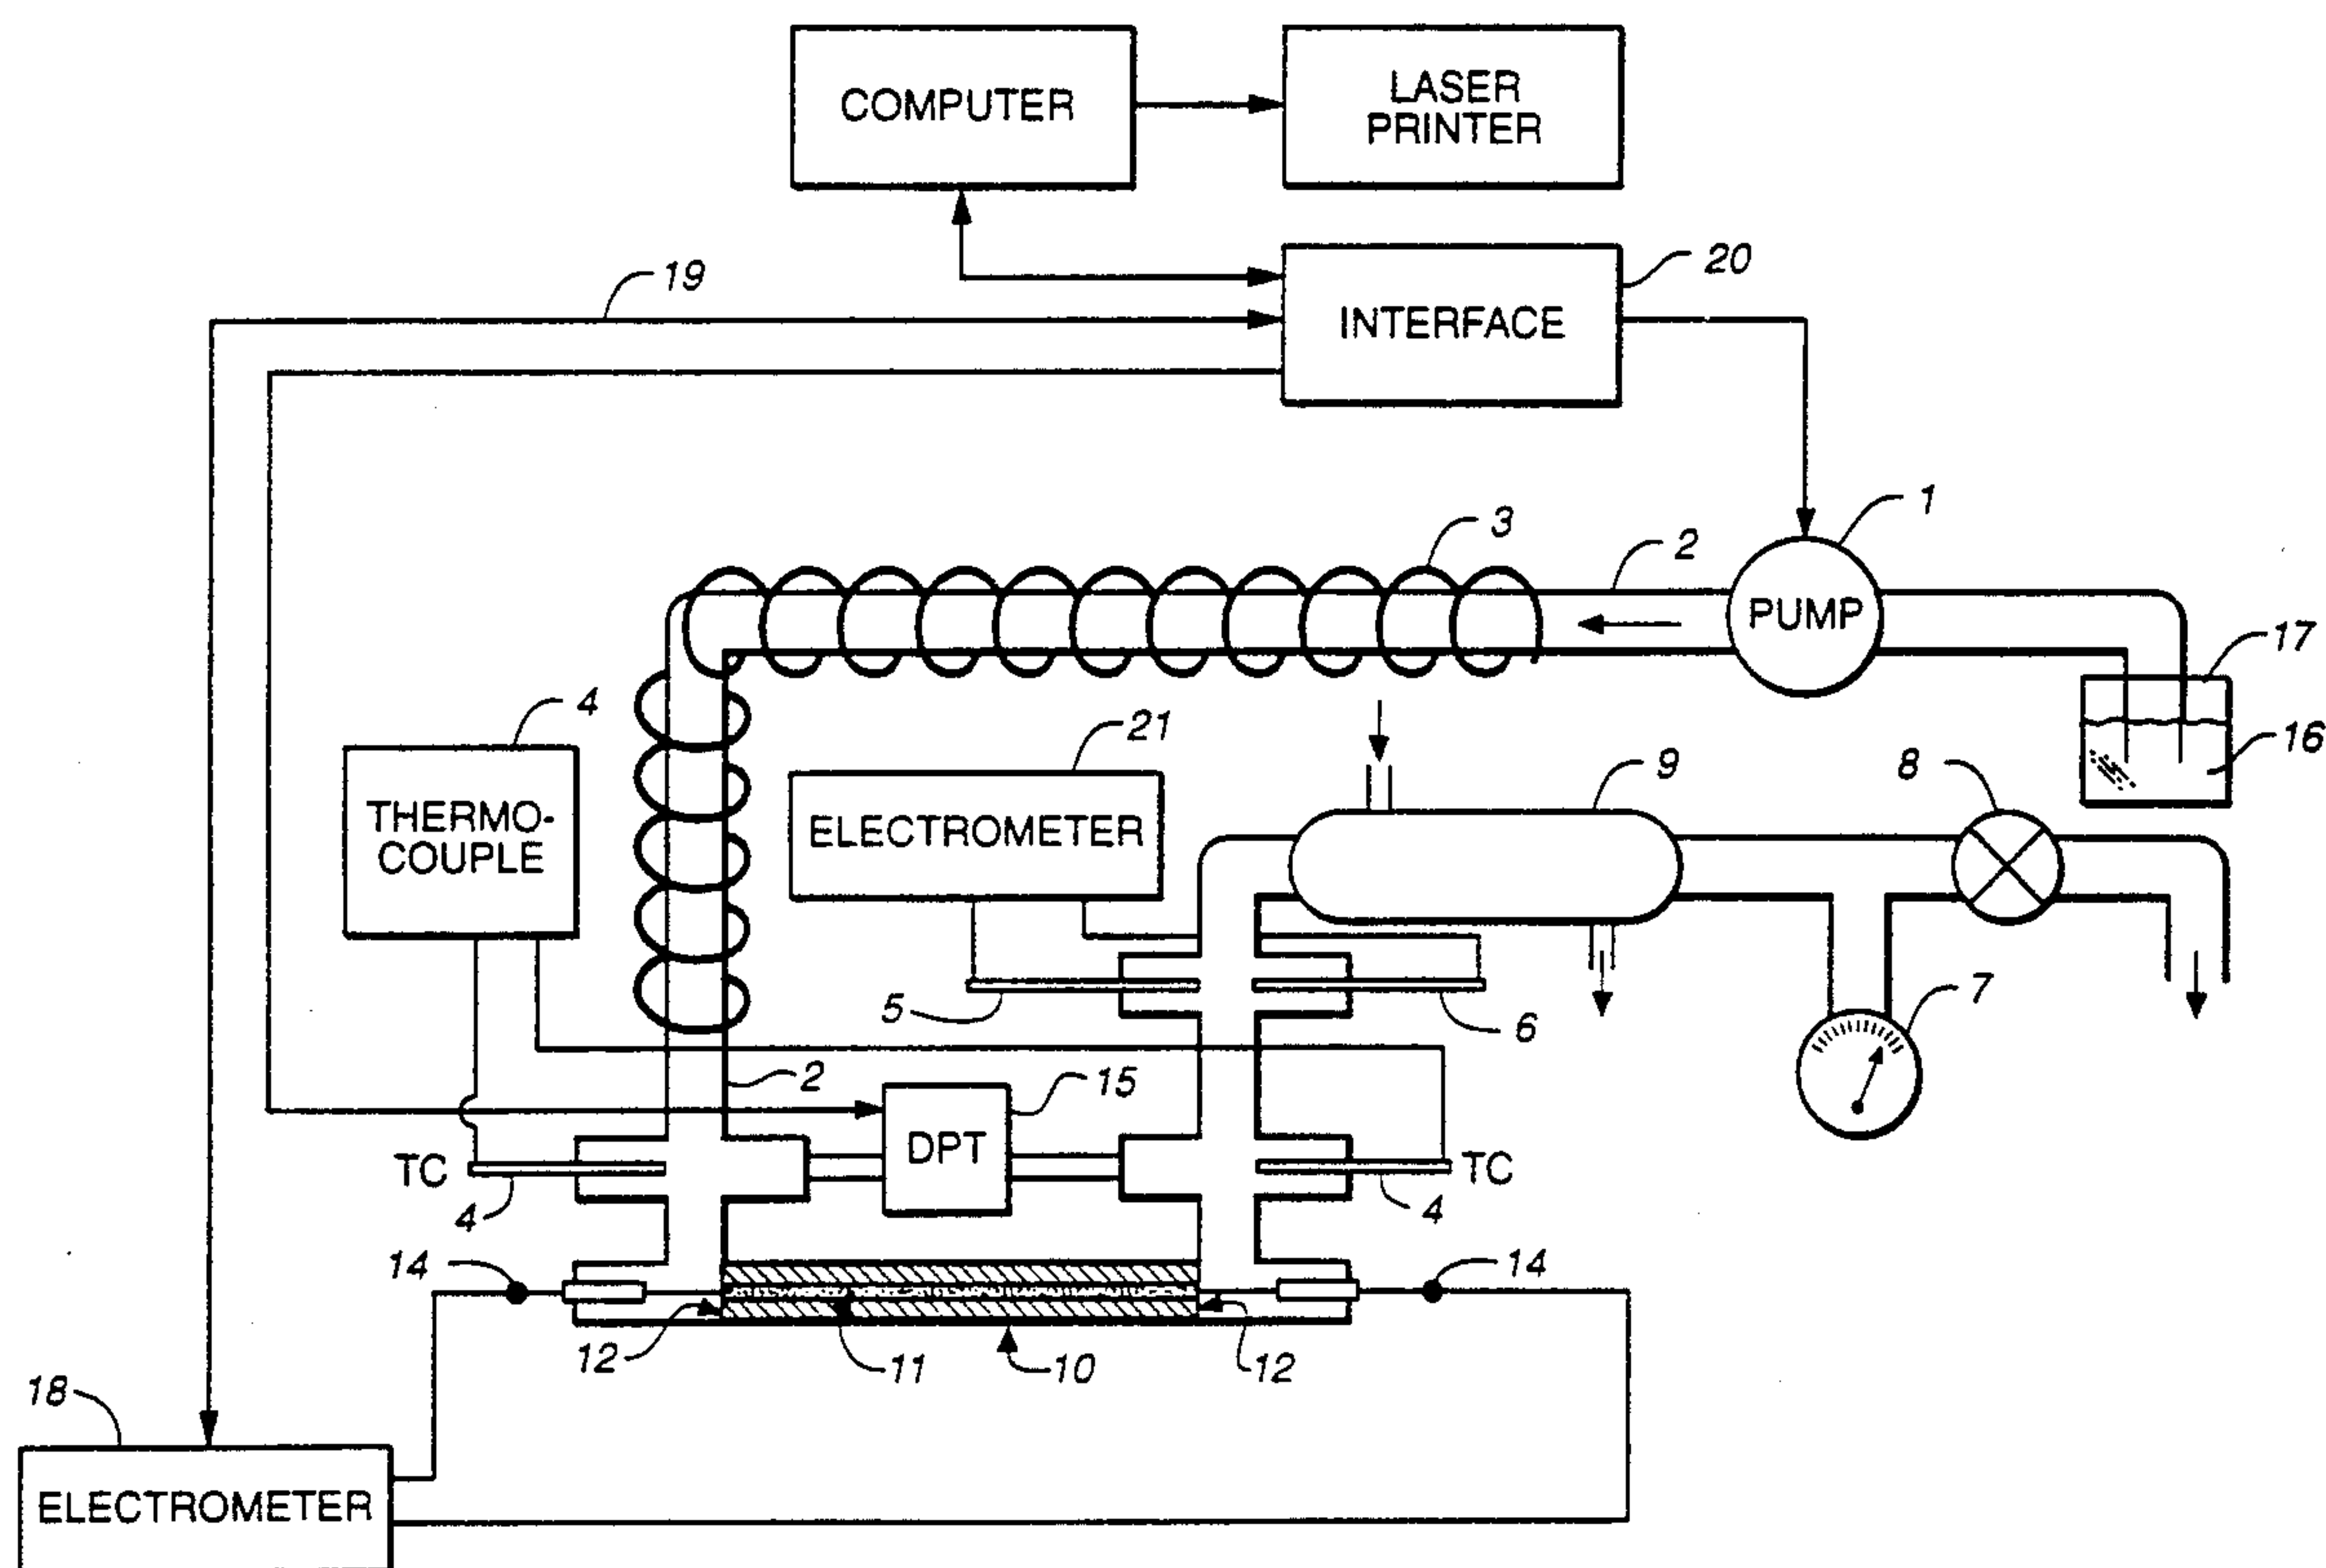 COMPUTER
LASER
PRINTER
19
20
INTERFACE
1
3
2
PUMP
17
4
21
16
9
8
THERMO-
COUPLE
ELECTROMETER
5
6
7
2
15
DPT
TC
TC
4
4
14
14
12
11
10
12
18
ELECTROMETER